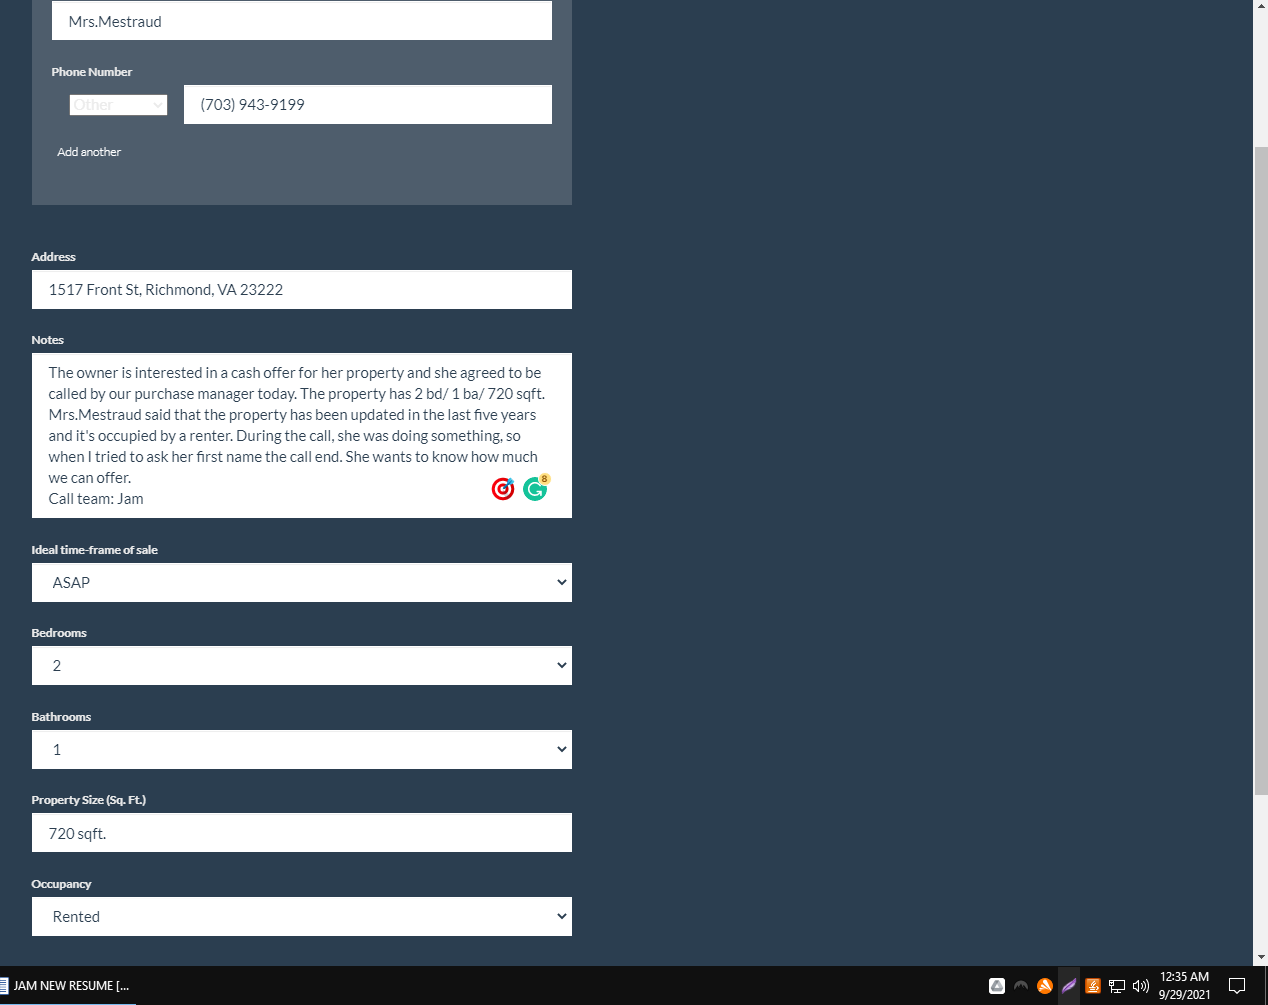 Mrs.Mestraud
Phone Number
Other
(703) 943-9199
Add another
Address
1517 Front St, Richmond, VA 23222
Notes
The owner is interested in a cash offer for her property and she agreed to be
called by our purchase manager today. The property has 2 bd/ 1 ba/ 720 sqft.
Mrs.Mestraud said that the property has been updated in the last five years
and it's occupied by a renter. During the call, she was doing something, so
when I tried to ask her first name the call end. She wants to know how much
we can offer.
8
Call team: Jam
Ideal time-frame of sale
ASAP
Bedrooms
2
Bathrooms
1
Property Size (Sq. Ft.)
720 sqft.
Occupancy
Rented
JAM NEW RESUME [...
12:35 AM
9/29/2021